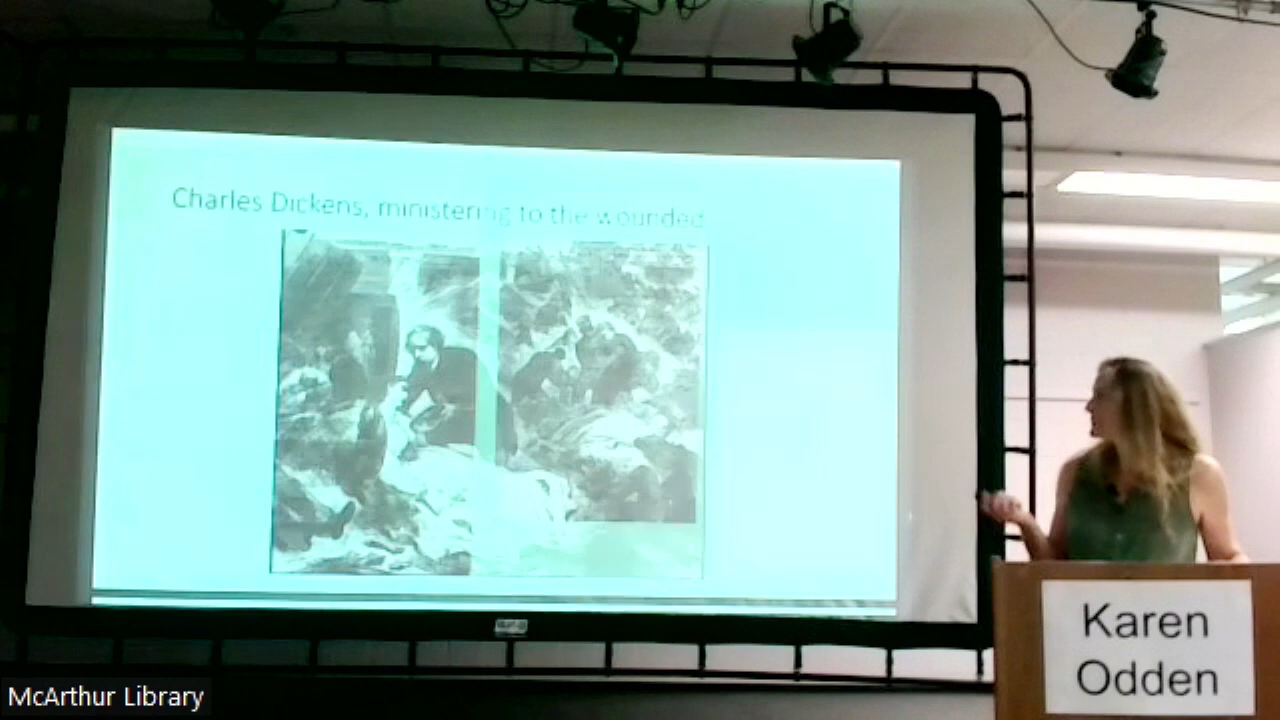 Charles Dickens, ministering to the wounded
Karen
Odden
McArthur Library